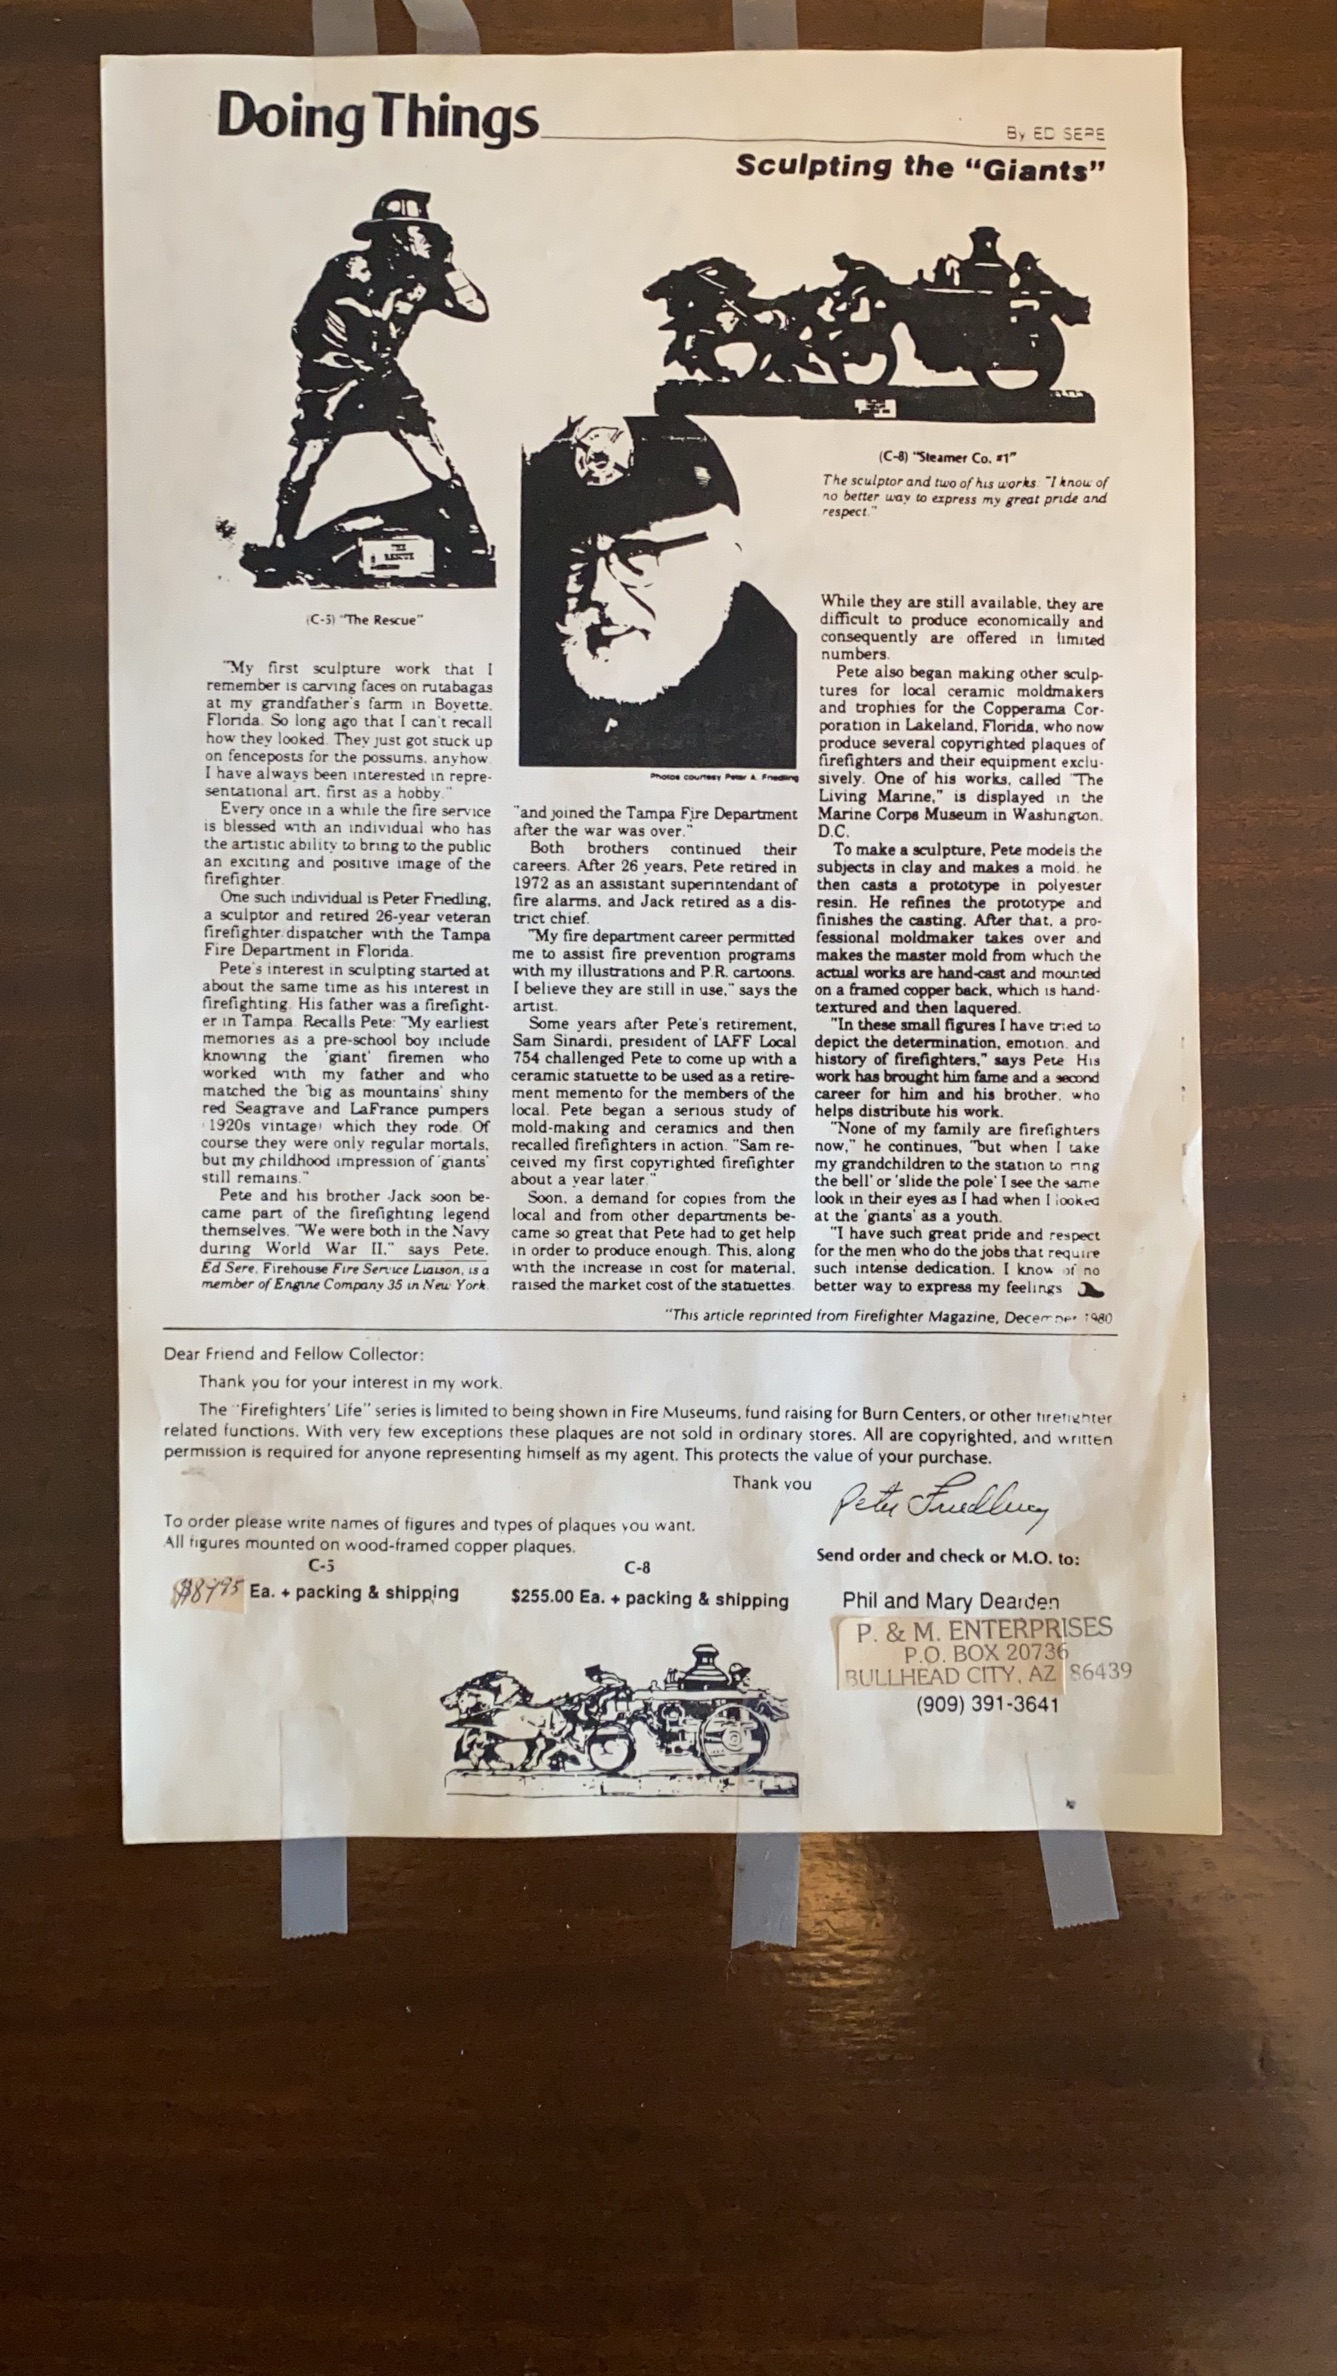 Doing Things
By ED SERE
Sculpting the “Giants”
THE
RESCUE
(C-5) “The Rescue”
(C-8) “Steamer Co. #1”
The sculptor and two of his works. “I know of
no better way to express my great pride and
respect.”
Photos courtesy Peter A. Friedling
“My first sculpture work that I
remember is carving faces on rutabagas
at my grandfather's farm in Boyette,
Florida. So long ago that I can't recall
how they looked. They just got stuck up
on fenceposts for the possums, anyhow.
I have always been interested in repre-
sentational art, first as a hobby.”
Every once in a while the fire service
is blessed with an individual who has
the artistic ability to bring to the public
an exciting and positive image of the
firefighter.
One such individual is Peter Friedling,
a sculptor and retired 26-year veteran
firefighter dispatcher with the Tampa
Fire Department in Florida.
Pete's interest in sculpting started at
about the same time as his interest in
firefighting. His father was a firefight-
er in Tampa. Recalls Pete: “My earliest
memories as a pre-school boy include
knowing the 'giant' firemen who
worked with my father and who
matched the 'big as mountains' shiny
red Seagrave and LaFrance pumpers
(1920s vintage) which they rode. Of
course they were only regular mortals,
but my childhood impression of 'giants'
still remains.”
Pete and his brother Jack soon be-
came part of the firefighting legend
themselves. “We were both in the Navy
during World War II,” says Pete,
Ed Sere, Firehouse Fire Service Liaison, is a
member of Engine Company 35 in New York.
“and joined the Tampa Fire Department
after the war was over.”
Both brothers continued their
careers. After 26 years, Pete retired in
1972 as an assistant superintendant of
fire alarms, and Jack retired as a dis-
trict chief.
“My fire department career permitted
me to assist fire prevention programs
with my illustrations and P.R. cartoons.
I believe they are still in use,” says the
artist.
Some years after Pete's retirement,
Sam Sinardi, president of IAFF Local
754 challenged Pete to come up with a
ceramic statuette to be used as a retire-
ment memento for the members of the
local. Pete began a serious study of
mold-making and ceramics and then
recalled firefighters in action. “Sam re-
ceived my first copyrighted firefighter
about a year later.”
Soon, a demand for copies from the
local and from other departments be-
came so great that Pete had to get help
in order to produce enough. This, along
with the increase in cost for material,
raised the market cost of the statuettes.
While they are still available, they are
difficult to produce economically and
consequently are offered in limited
numbers.
Pete also began making other sculp-
tures for local ceramic moldmakers
and trophies for the Copperama Cor-
poration in Lakeland, Florida, who now
produce several copyrighted plaques of
firefighters and their equipment exclu-
sively. One of his works, called “The
Living Marine,” is displayed in the
Marine Corps Museum in Washington,
D.C.
To make a sculpture, Pete models the
subjects in clay and makes a mold. he
then casts a prototype in polyester
resin. He refines the prototype and
finishes the casting. After that, a pro-
fessional moldmaker takes over and
makes the master mold from which the
actual works are hand-cast and mounted
on a framed copper back, which is hand-
textured and then laquered.
“In these small figures I have tried to
depict the determination, emotion, and
history of firefighters,” says Pete. His
work has brought him fame and a second
career for him and his brother, who
helps distribute his work.
“None of my family are firefighters
now,” he continues, “but when I take
my grandchildren to the station to 'ring
the bell' or 'slide the pole' I see the same
look in their eyes as I had when I looked
at the 'giants' as a youth.
“I have such great pride and respect
for the men who do the jobs that require
such intense dedication. I know of no
better way to express my feelings
“This article reprinted from Firefighter Magazine, December 1980
Dear Friend and Fellow Collector:
Thank you for your interest in my work.
The “Firefighters' Life” series is limited to being shown in Fire Museums, fund raising for Burn Centers, or other firefighter
related functions. With very few exceptions these plaques are not sold in ordinary stores. All are copyrighted, and written
permission is required for anyone representing himself as my agent. This protects the value of your purchase.
Thank you
Peter Friedling
To order please write names of figures and types of plaques you want.
All figures mounted on wood-framed copper plaques.
C-5
C-8
Ea. + packing & shipping
$255.00 Ea. + packing & shipping
Send order and check or M.O. to:
Phil and Mary Dearden
P. & M. ENTERPRISES
P.O. BOX 20736
BULLHEAD CITY, AZ 86439
(909) 391-3641